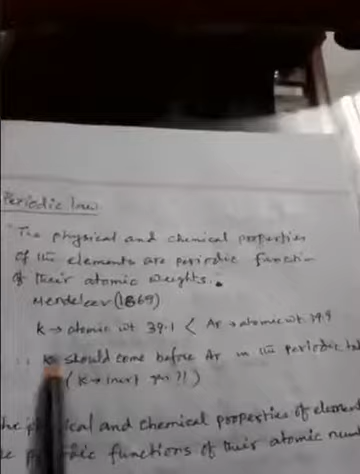 Periodic law
"The physical and chemical properties
of the elements are periodic function
of their atomic weights.
Mendeleev (1869)
K → atomic wt 39.1 < Ar → atomic wt. 39.9
∴ K should come before Ar in the periodic
(K → inert gas ?!)
ical and chemical properties of element
functions of their atomic num